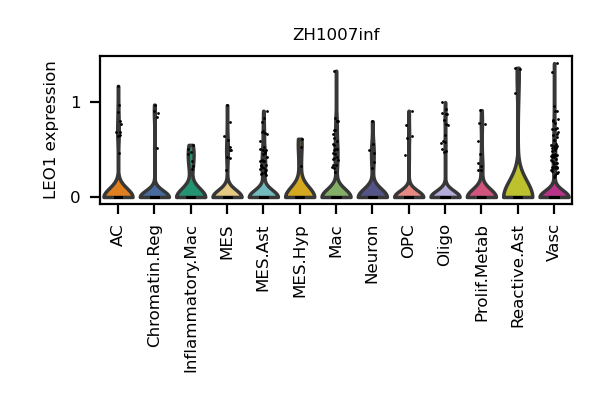 ZH1007inf
LEO1 expression
1
0
AC
Chromatin.Reg
Inflammatory.Mac
MES
MES.Ast
MES.Hyp
Mac
Neuron
OPC
Oligo
Prolif.Metab
Reactive.Ast
Vasc